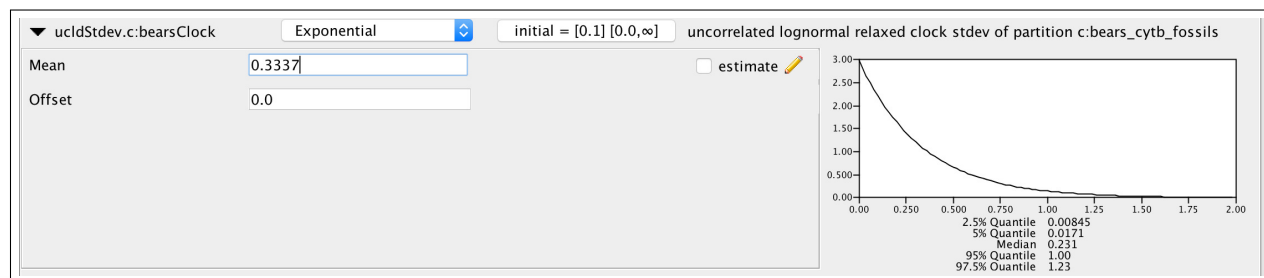 ucldStdev.c:bearsClock Exponential initial = [0.1] [0.0,∞] uncorrelated lognormal relaxed clock stdev of partition c:bears_cytb_fossils
Mean 0.3337 estimate
Offset 0.0
3.00
2.50
2.00
1.50
1.00
0.500
0.00
0.00 0.250 0.500 0.750 1.00 1.25 1.50 1.75 2.00
2.5% Quantile 0.00845
5% Quantile 0.0171
Median 0.231
95% Quantile 1.00
97.5% Quantile 1.23